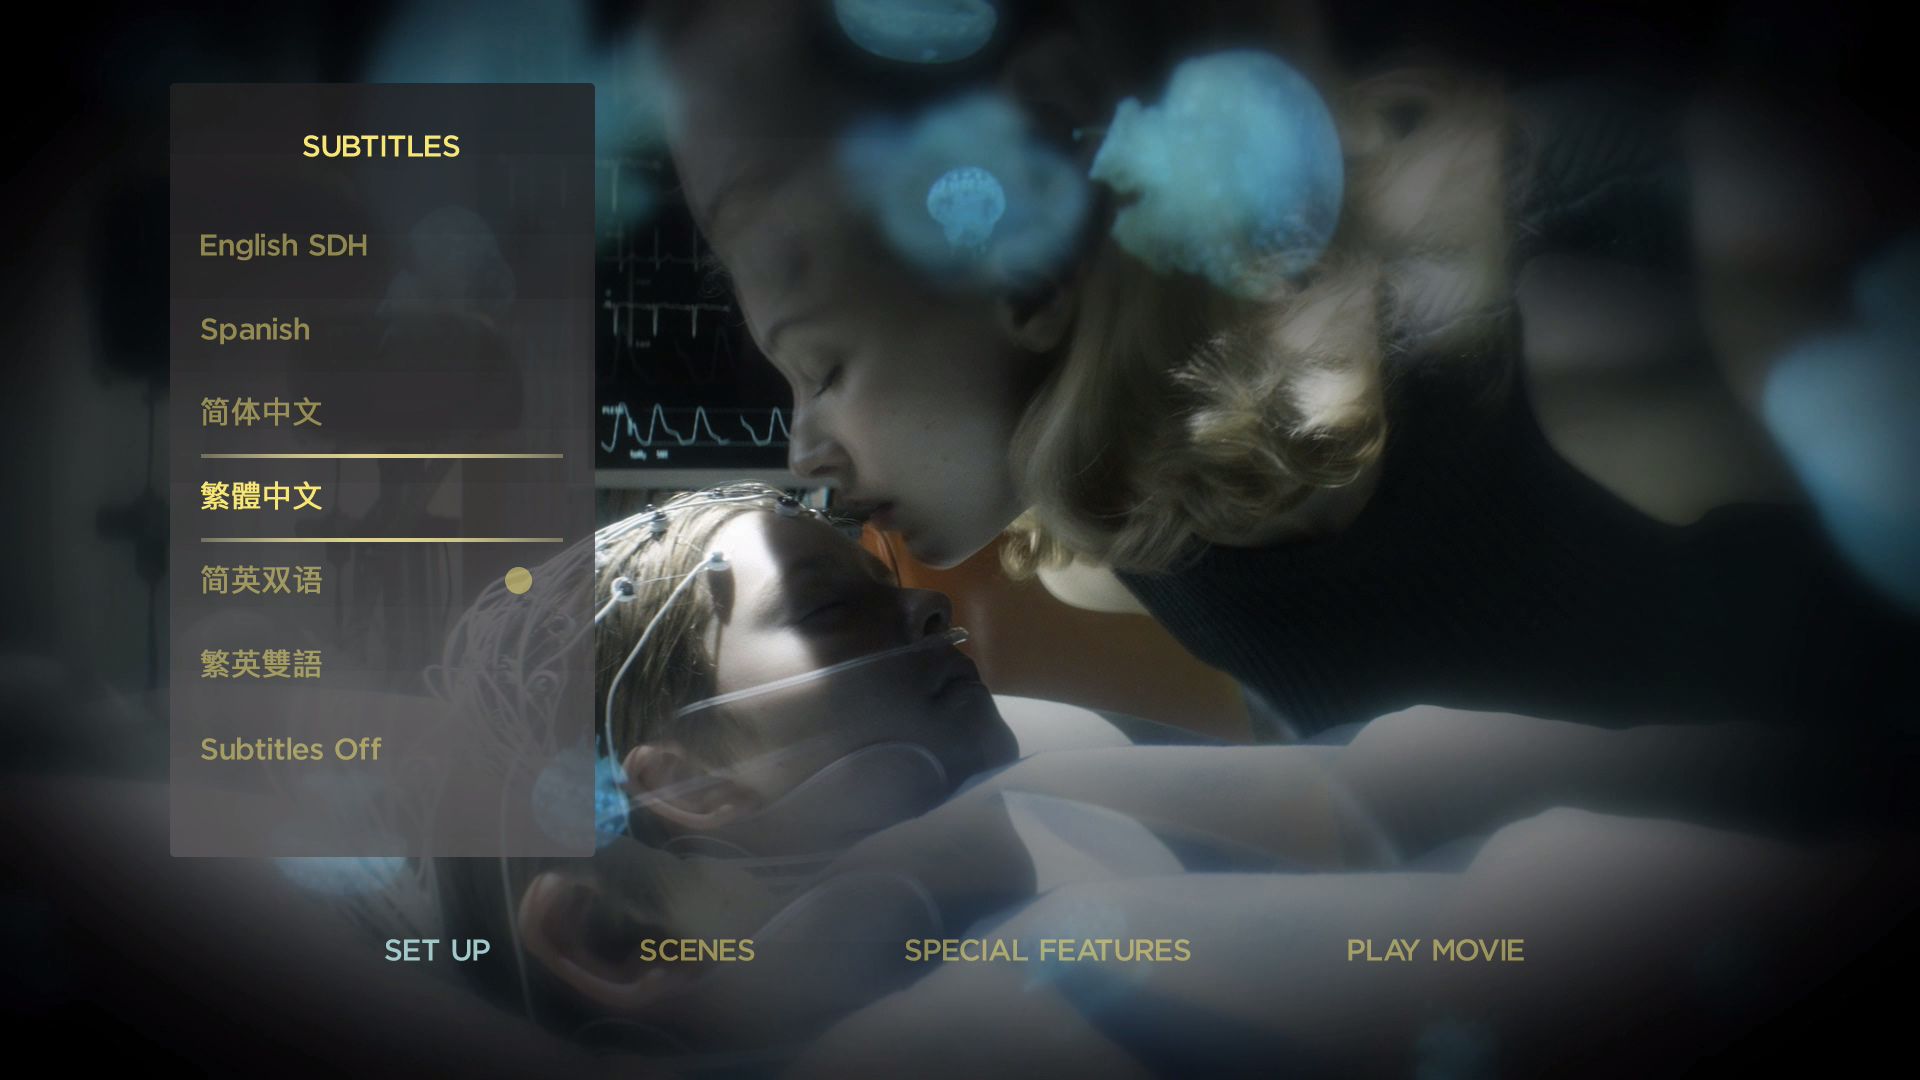 SUBTITLES
English SDH
Spanish
简体中文
繁體中文
简英双语
繁英雙語
Subtitles Off
SET UP
SCENES
SPECIAL FEATURES
PLAY MOVIE